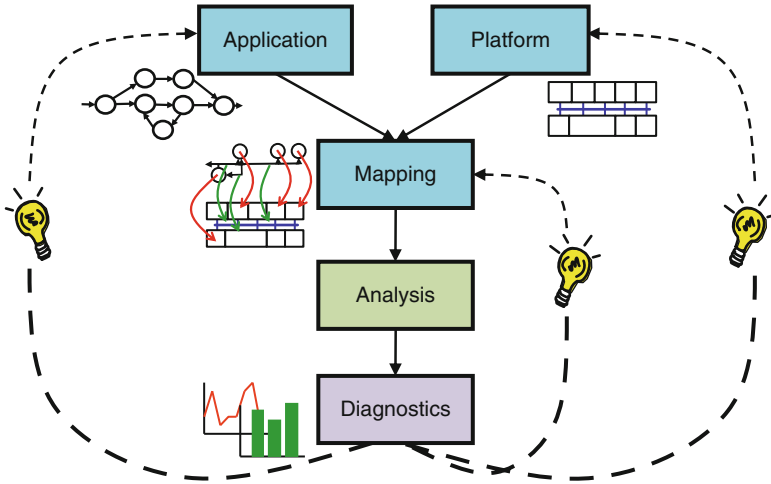 Application
Platform
Mapping
Analysis
Diagnostics